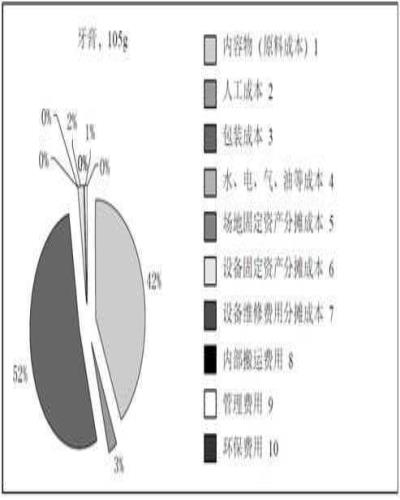 牙膏，105g
0%
2%
1%
0%
0%
0%
42%
52%
3%
内容物（原料成本）1
人工成本 2
包装成本 3
水、电、气、油等成本 4
场地固定资产分摊成本 5
设备固定资产分摊成本 6
设备维修费用分摊成本 7
内部搬运费用 8
管理费用 9
环保费用 10